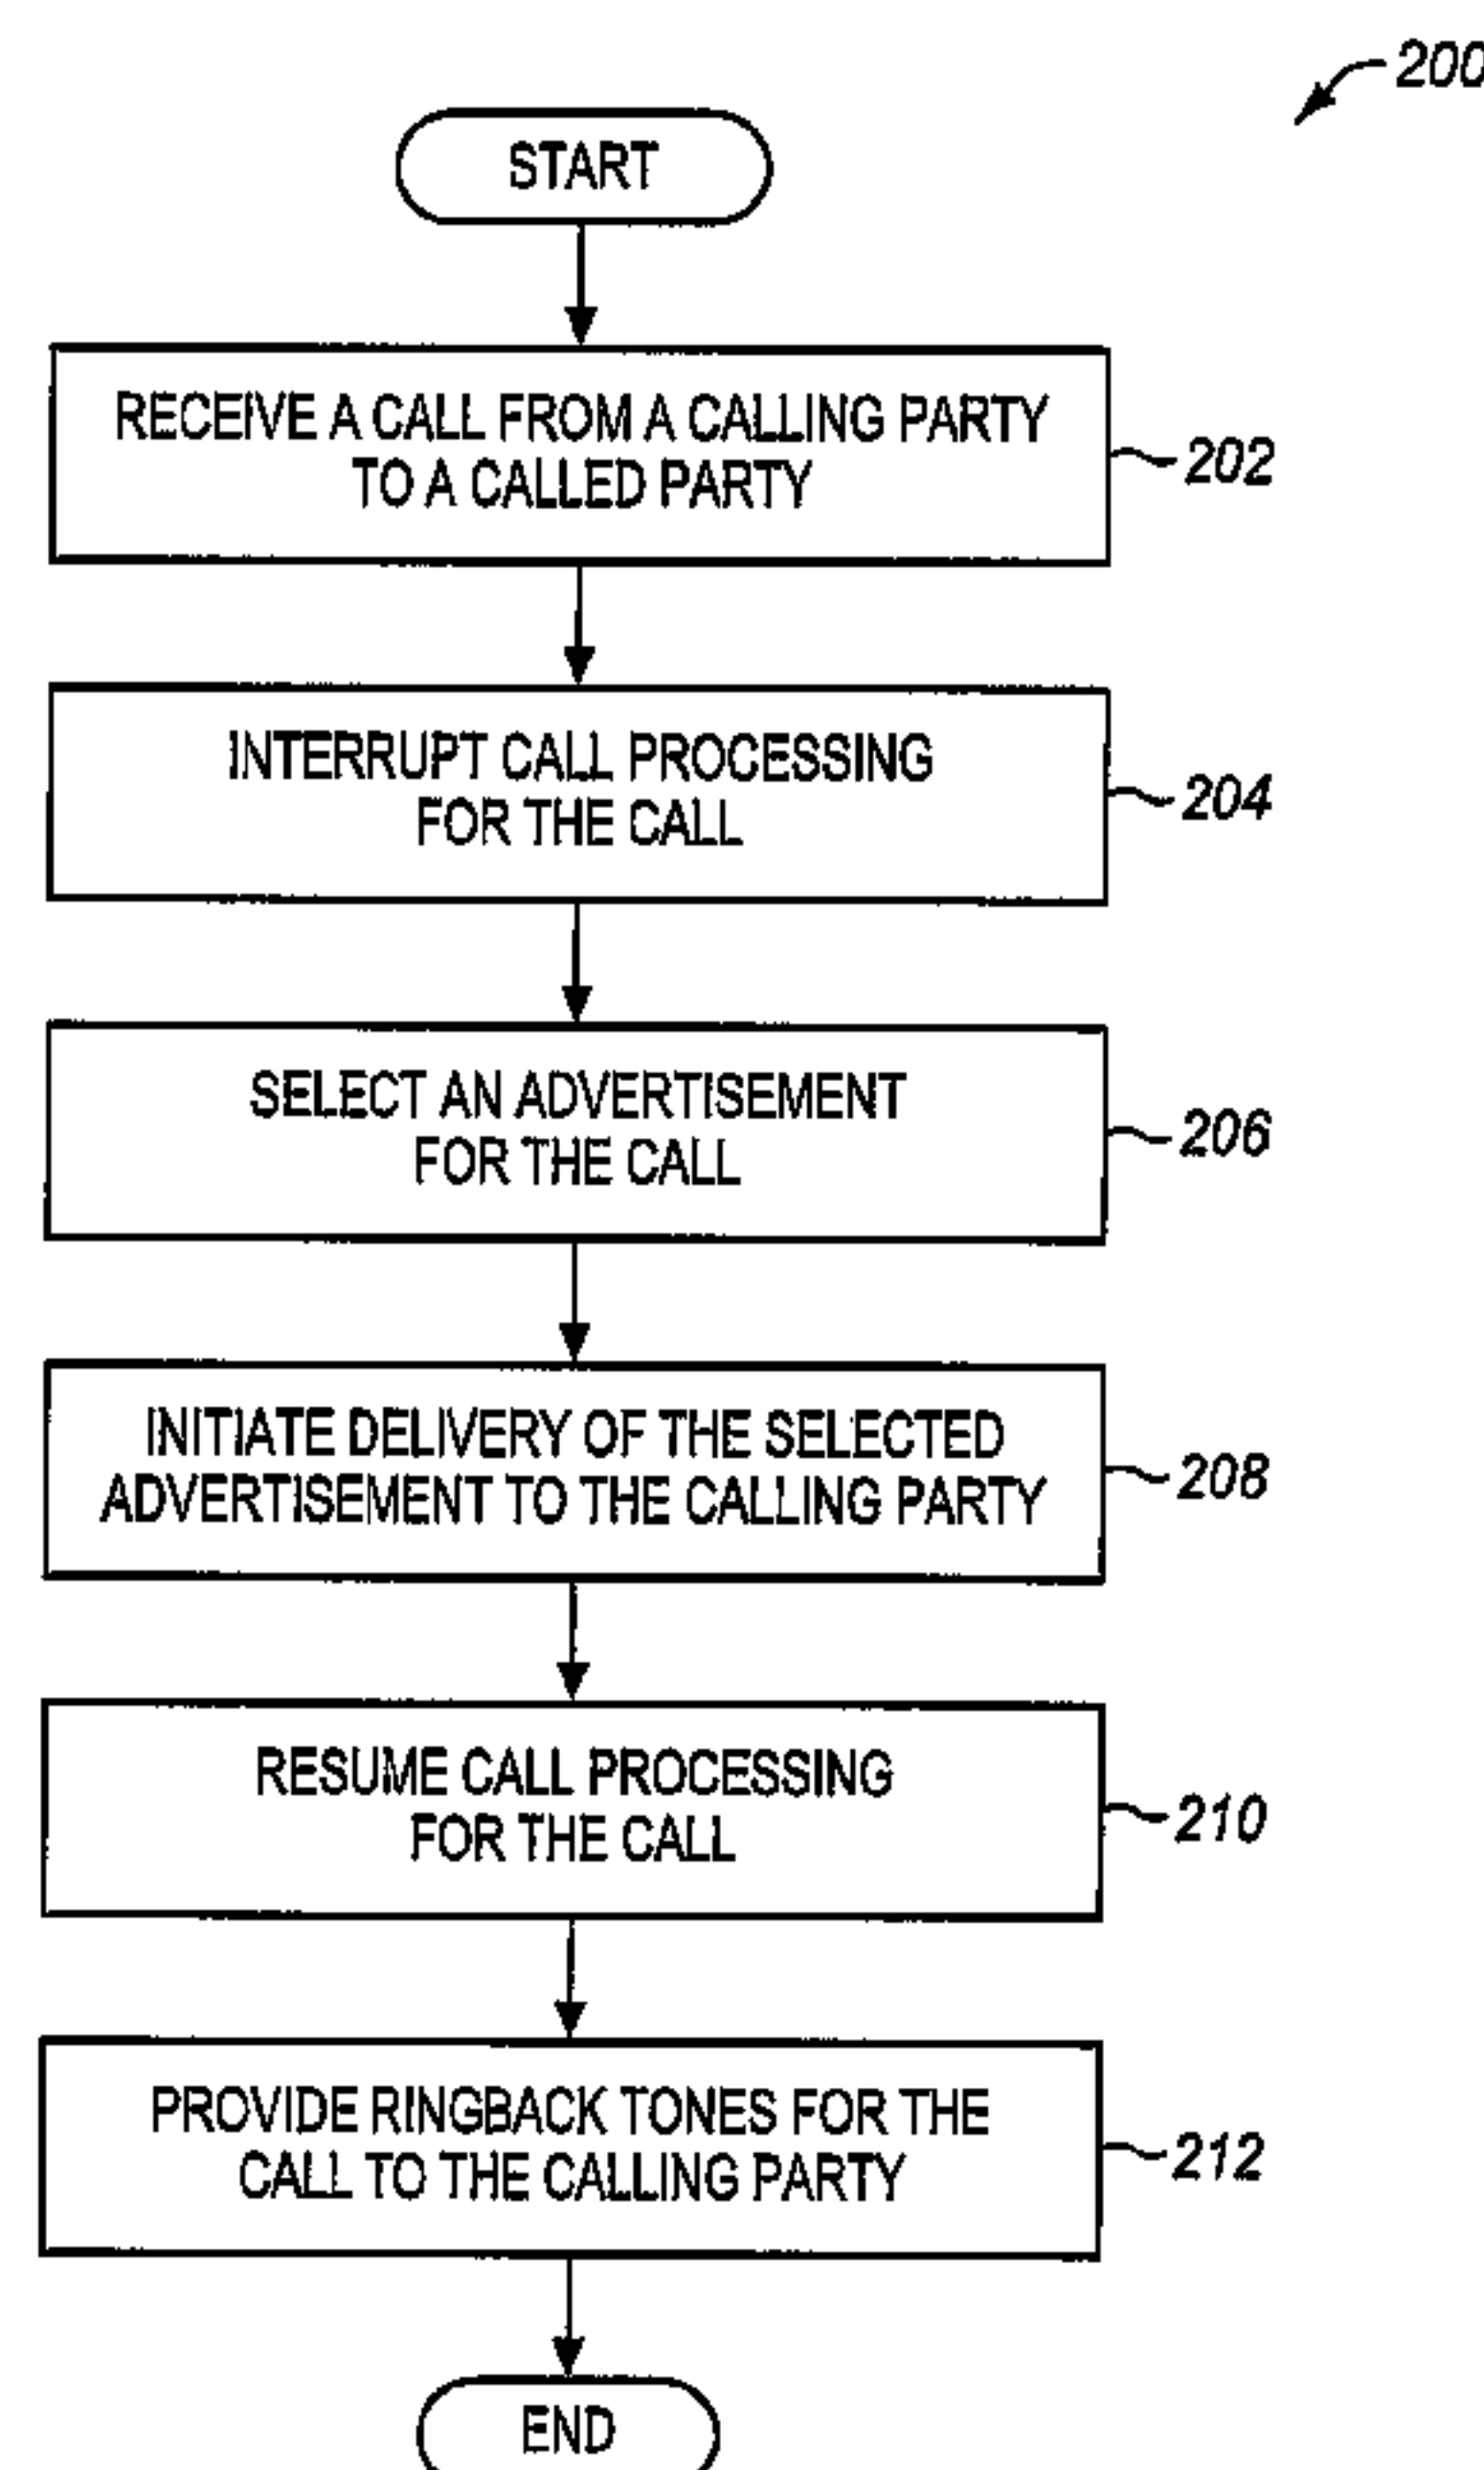 200
START
RECEIVE A CALL FROM A CALLING PARTY
TO A CALLED PARTY
202
INTERRUPT CALL PROCESSING
FOR THE CALL
204
SELECT AN ADVERTISEMENT
FOR THE CALL
206
INITIATE DELIVERY OF THE SELECTED
ADVERTISEMENT TO THE CALLING PARTY
208
RESUME CALL PROCESSING
FOR THE CALL
210
PROVIDE RINGBACK TONES FOR THE
CALL TO THE CALLING PARTY
212
END